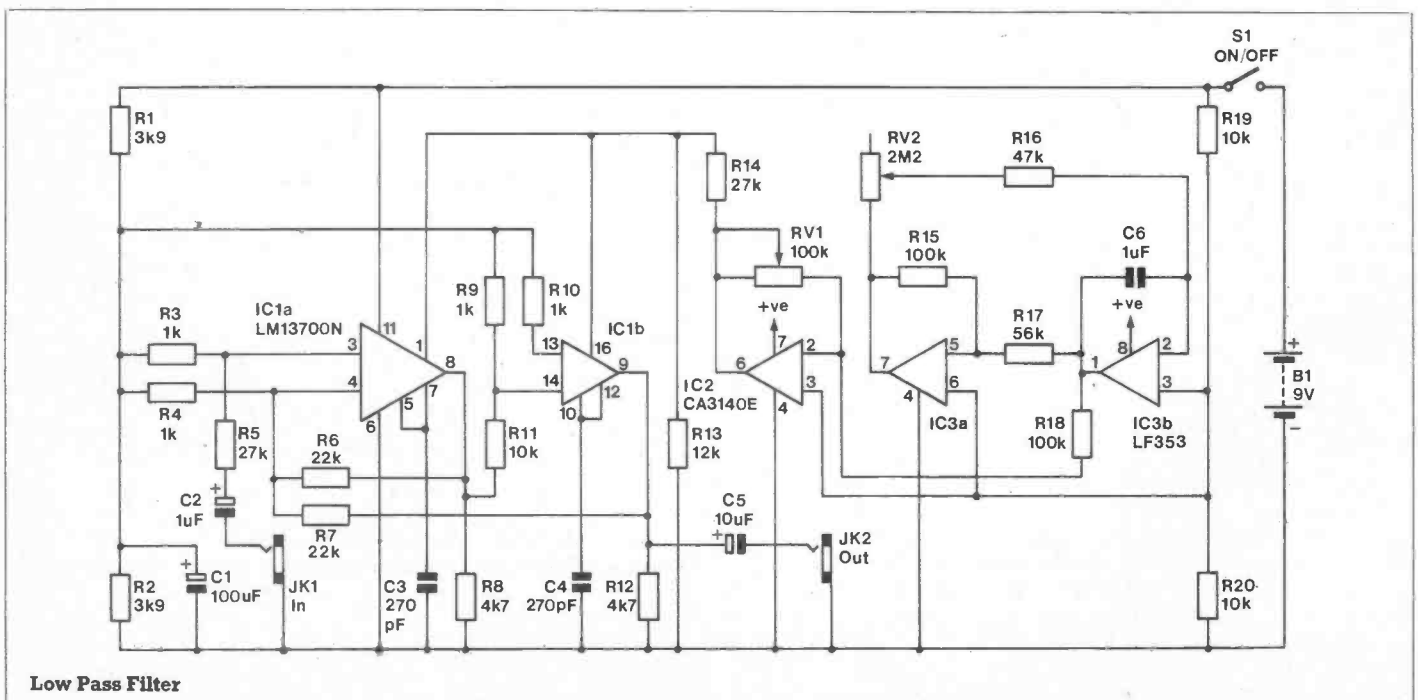 S1
ON/OFF
R1
3k9
R19
10k
RV2
2M2
R16
47k
R14
27k
RV1
100k
R15
100k
C6
1uF
R9
1k
R10
1k
IC1a
LM13700N
IC1b
R3
1k
R17
56k
+ve
+ve
11
3
1
8
4
7
5
6
13
16
9
14
12
10
7
2
6
3
4
5
7
6
4
8
2
1
3
+
B1
9V
−
R4
1k
R5
27k
R6
22k
R11
10k
IC2
CA3140E
R13
12k
IC3a
R18
100k
IC3b
LF353
C2
1uF
+
R7
22k
C5
10uF
+
JK2
Out
R2
3k9
+
C1
100uF
JK1
In
C3
270
pF
R8
4k7
C4
270pF
R12
4k7
R20
10k
Low Pass Filter